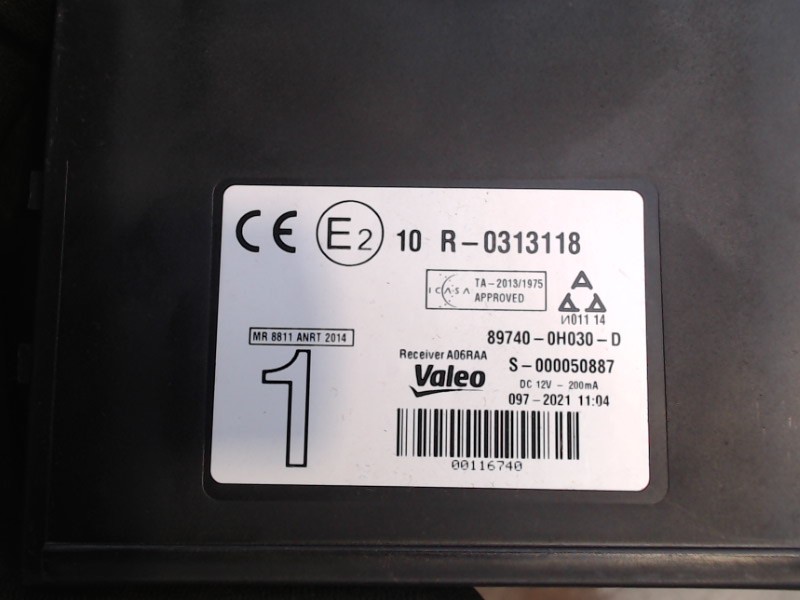 CE E2 10 R-0313118
ICASA TA-2013/1975
APPROVED
И011 14
MR 8811 ANRT 2014
89740-0H030-D
Receiver A06RAA
S-000050887
Valeo
DC 12V - 200mA
097-2021 11:04
1
00116740